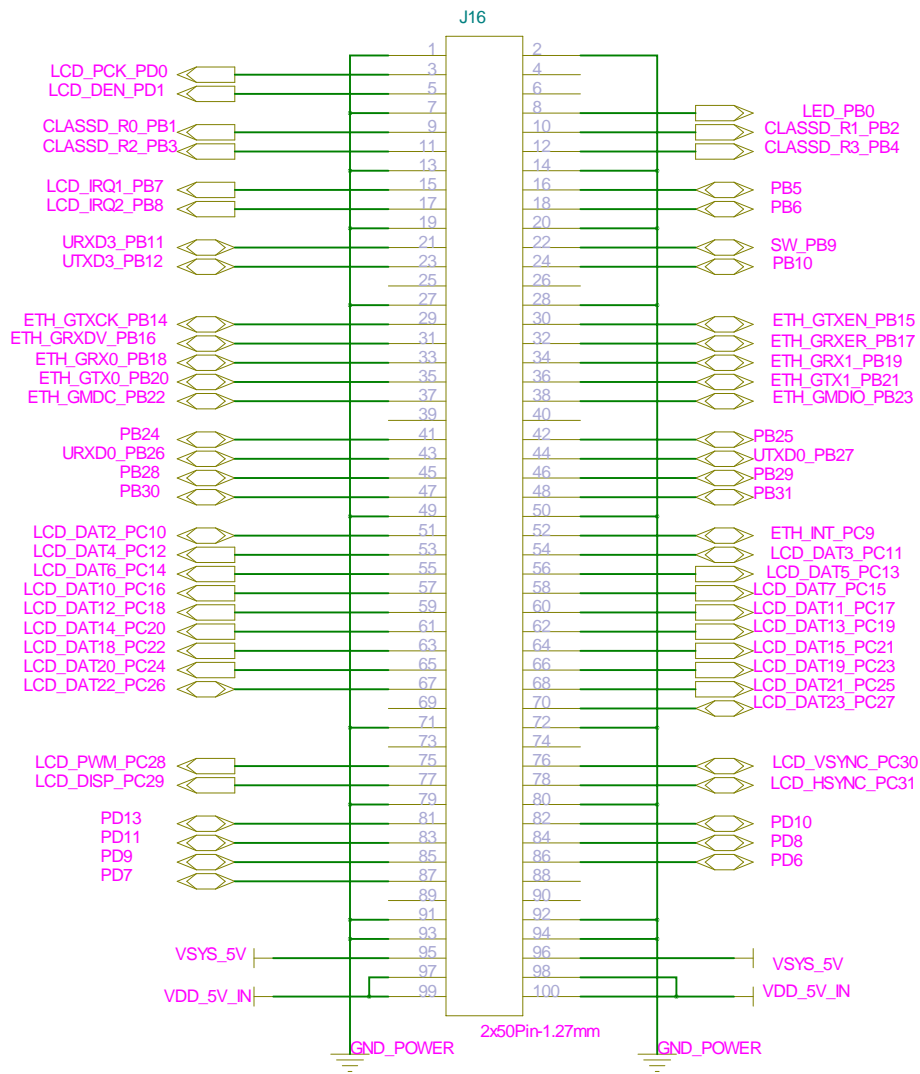 J16
1 2
LCD_PCK_PD0 3 4
LCD_DEN_PD1 5 6
7 8 LED_PB0
CLASSD_R0_PB1 9 10 CLASSD_R1_PB2
CLASSD_R2_PB3 11 12 CLASSD_R3_PB4
13 14
LCD_IRQ1_PB7 15 16 PB5
LCD_IRQ2_PB8 17 18 PB6
19 20
URXD3_PB11 21 22 SW_PB9
UTXD3_PB12 23 24 PB10
25 26
27 28
ETH_GTXCK_PB14 29 30 ETH_GTXEN_PB15
ETH_GRXDV_PB16 31 32 ETH_GRXER_PB17
ETH_GRX0_PB18 33 34 ETH_GRX1_PB19
ETH_GTX0_PB20 35 36 ETH_GTX1_PB21
ETH_GMDC_PB22 37 38 ETH_GMDIO_PB23
39 40
PB24 41 42 PB25
URXD0_PB26 43 44 UTXD0_PB27
PB28 45 46 PB29
PB30 47 48 PB31
49 50
LCD_DAT2_PC10 51 52 ETH_INT_PC9
LCD_DAT4_PC12 53 54 LCD_DAT3_PC11
LCD_DAT6_PC14 55 56 LCD_DAT5_PC13
LCD_DAT10_PC16 57 58 LCD_DAT7_PC15
LCD_DAT12_PC18 59 60 LCD_DAT11_PC17
LCD_DAT14_PC20 61 62 LCD_DAT13_PC19
LCD_DAT18_PC22 63 64 LCD_DAT15_PC21
LCD_DAT20_PC24 65 66 LCD_DAT19_PC23
LCD_DAT22_PC26 67 68 LCD_DAT21_PC25
69 70 LCD_DAT23_PC27
71 72
73 74
LCD_PWM_PC28 75 76 LCD_VSYNC_PC30
LCD_DISP_PC29 77 78 LCD_HSYNC_PC31
79 80
PD13 81 82 PD10
PD11 83 84 PD8
PD9 85 86 PD6
PD7 87 88
89 90
91 92
93 94
VSYS_5V 95 96 VSYS_5V
97 98
VDD_5V_IN 99 100 VDD_5V_IN
2x50Pin-1.27mm
GND_POWER GND_POWER